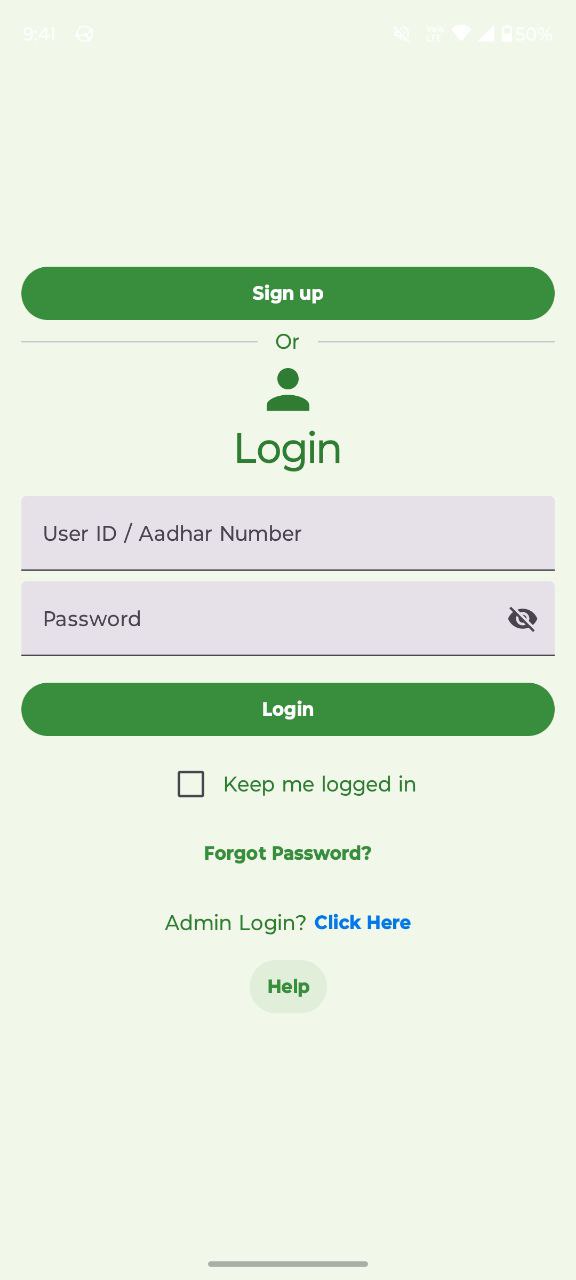 9:41 50%
Sign up
Or
Login
User ID / Aadhar Number
Password
Login
Keep me logged in
Forgot Password?
Admin Login? Click Here
Help